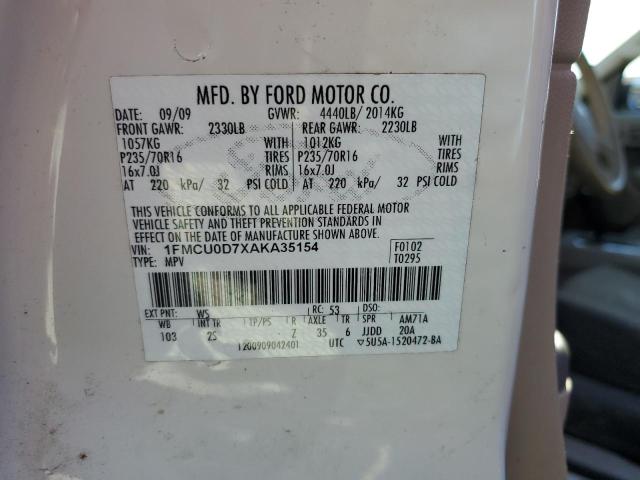 MFD. BY FORD MOTOR CO.
DATE: 09/09 GVWR: 4440LB/ 2014KG
FRONT GAWR: 2330LB REAR GAWR: 2230LB
1057KG WITH 1012KG WITH
P235/70R16 TIRES P235/70R16 TIRES
16x7.0J RIMS 16x7.0J RIMS
AT 220 kPa/ 32 PSI COLD AT 220 kPa/ 32 PSI COLD
THIS VEHICLE CONFORMS TO ALL APPLICABLE FEDERAL MOTOR
VEHICLE SAFETY AND THEFT PREVENTION STANDARDS IN
EFFECT ON THE DATE OF MANUFACTURE SHOWN ABOVE.
VIN: 1FMCU0D7XAKA35154 F0102
TYPE: MPV T0295
EXT PNT: WS RC: 53 DSO:
WB INT TR TP/PS R AXLE TR SPR AM71A
103 2S - Z 35 6 JJDD 20A
1200909042401 UTC ▽5U5A-1520472-BA